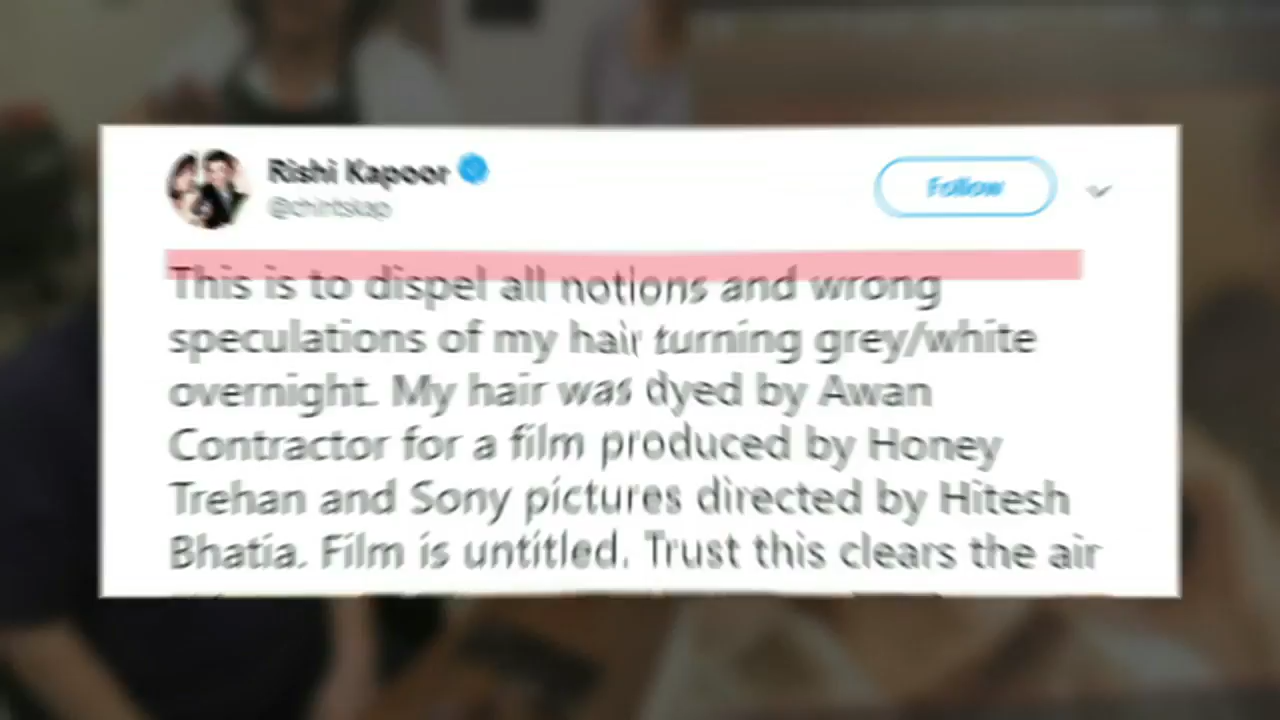 Rishi Kapoor
@chintskap
Follow
This is to dispel all notions and wrong
speculations of my hair turning grey/white
overnight. My hair was dyed by Awan
Contractor for a film produced by Honey
Trehan and Sony pictures directed by Hitesh
Bhatia. Film is untitled. Trust this clears the air